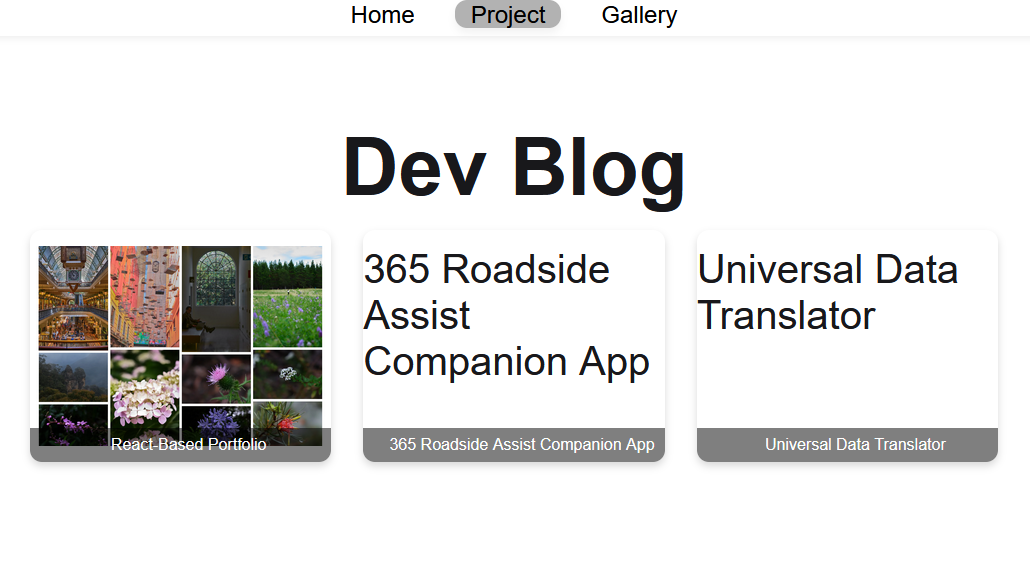 Home Project Gallery
Dev Blog
365 Roadside
Assist
Companion App
Universal Data
Translator
React-Based Portfolio
365 Roadside Assist Companion App
Universal Data Translator